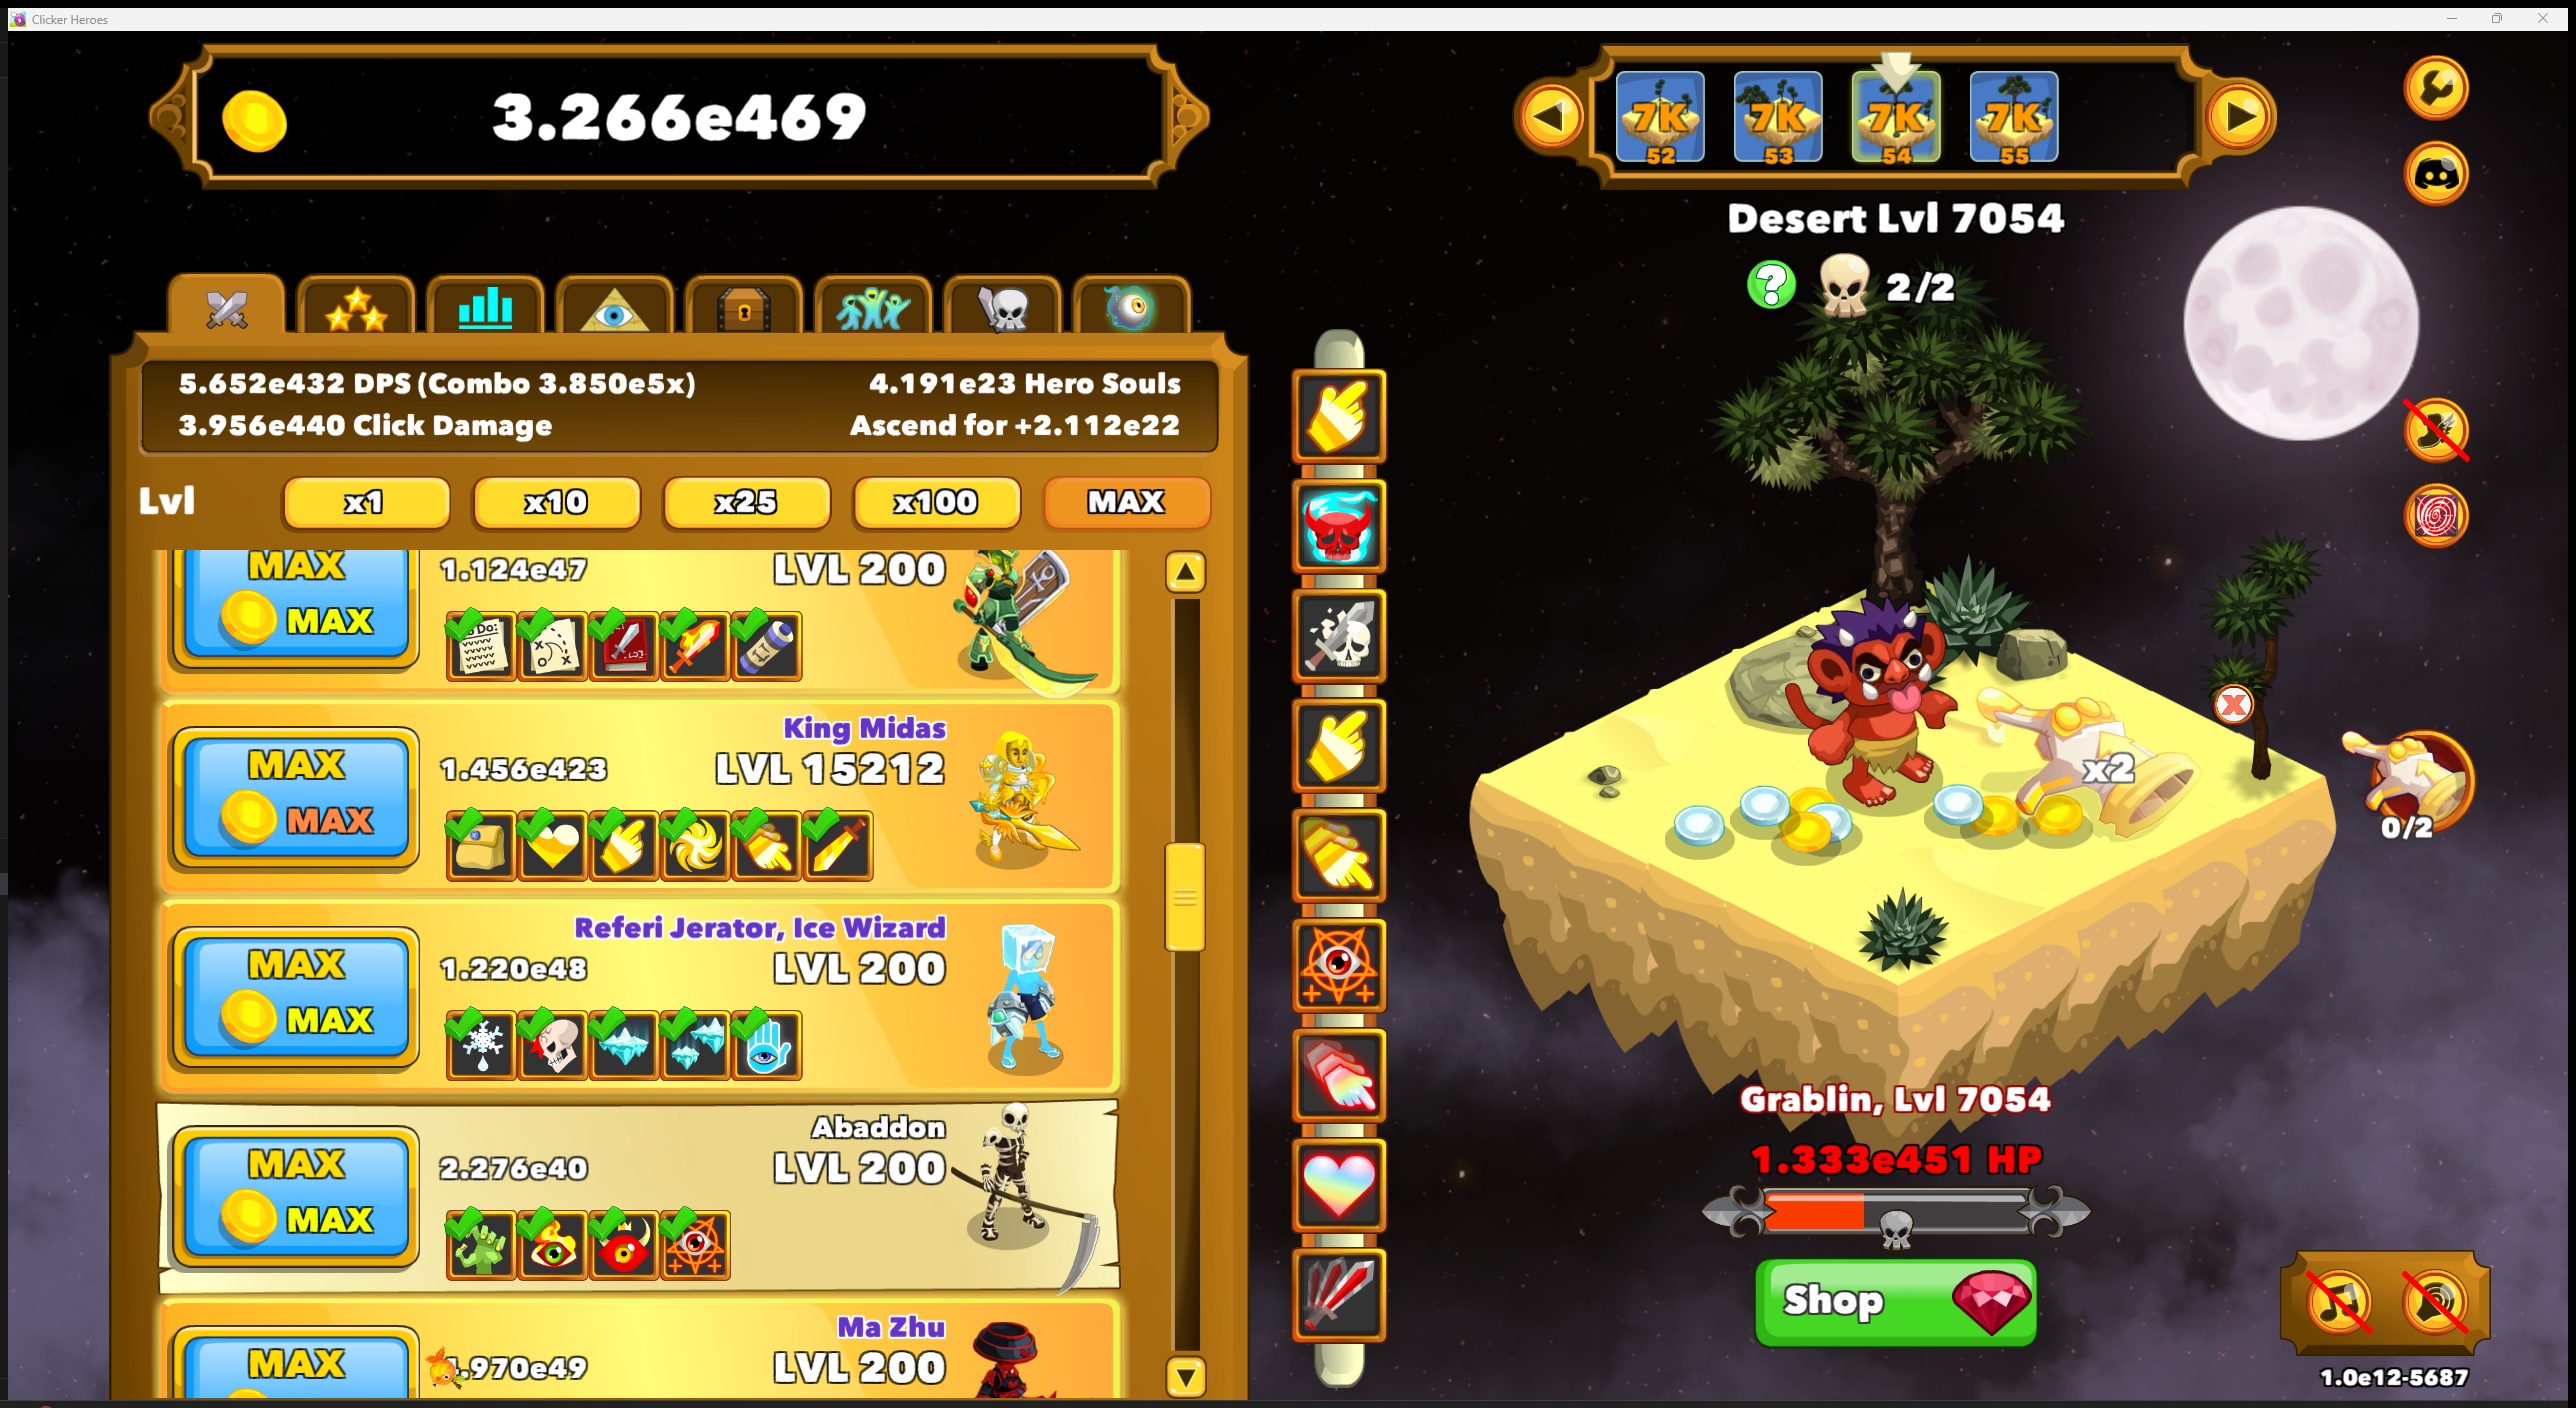 Clicker Heroes
3.266e469
7K 7K 7K 7K
52 53 54 55
Desert Lvl 7054
2/2
5.652e432 DPS (Combo 3.850e5x)
4.191e23 Hero Souls
3.956e440 Click Damage
Ascend for +2.112e22
Lvl
x1
x10
x25
x100
MAX
MAX
MAX
1.124e47
LVL 200
Do:
King Midas
MAX
MAX
1.456e423
LVL 15212
Referi Jerator, Ice Wizard
MAX
MAX
1.220e48
LVL 200
Abaddon
MAX
MAX
2.276e40
LVL 200
Ma Zhu
MAX
.970e49
LVL 200
x2
0/2
Grablin, Lvl 7054
1.333e451 HP
Shop
1.0e12-5687